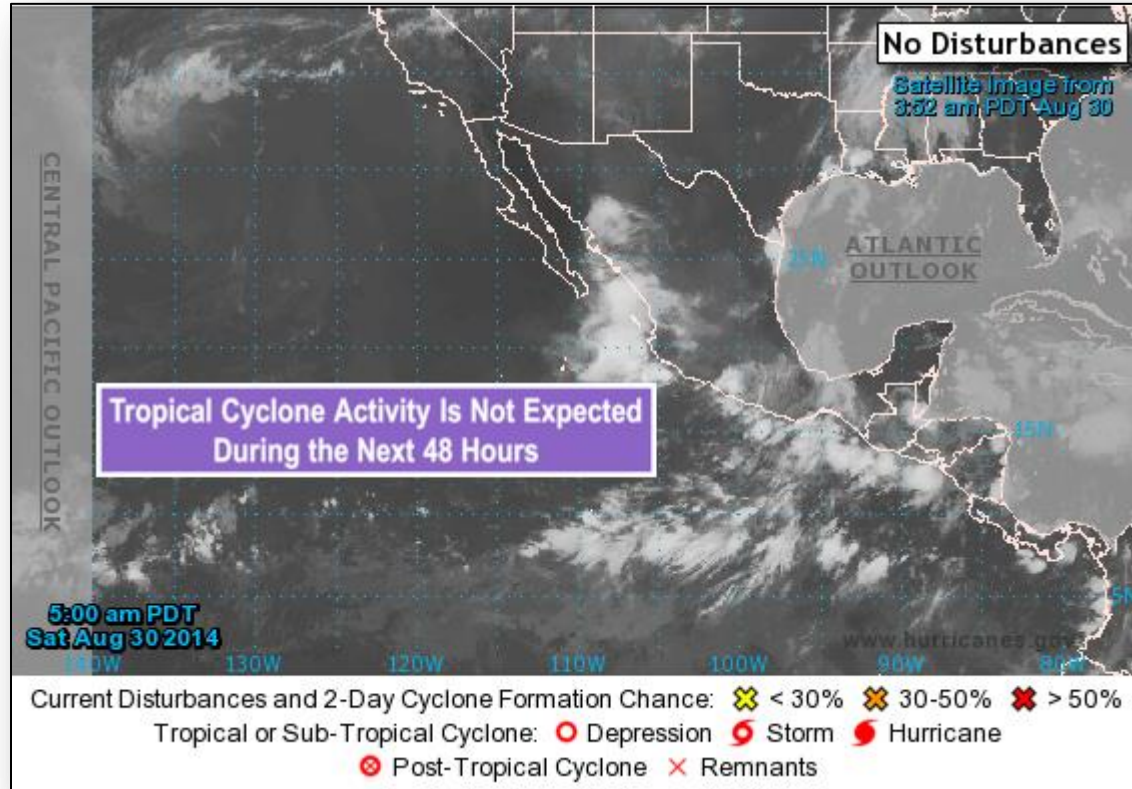 No Disturbances
Satellite Image from
3:52 am PDT Aug 30
CENTRAL PACIFIC OUTLOOK
ATLANTIC
OUTLOOK
25N
Tropical Cyclone Activity Is Not Expected
During the Next 48 Hours
15N
5N
5:00 am PDT
Sat Aug 30 2014
www.hurricanes.gov
140W 130W 120W 110W 100W 90W 80W
Current Disturbances and 2-Day Cyclone Formation Chance: < 30% 30-50% > 50%
Tropical or Sub-Tropical Cyclone: Depression Storm Hurricane
Post-Tropical Cyclone Remnants